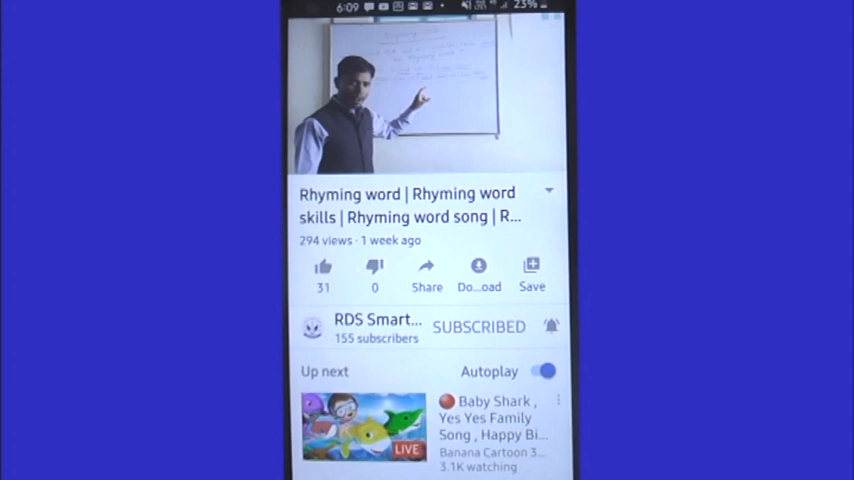 6:09
23%
Rhyming word | Rhyming word
skills | Rhyming word song | R...
294 views · 1 week ago
31
0
Share
Do...oad
Save
RDS Smart...
SUBSCRIBED
155 subscribers
Up next
Autoplay
Baby Shark ,
Yes Yes Family
Song , Happy Bi...
LIVE
Banana Cartoon 3...
3.1K watching